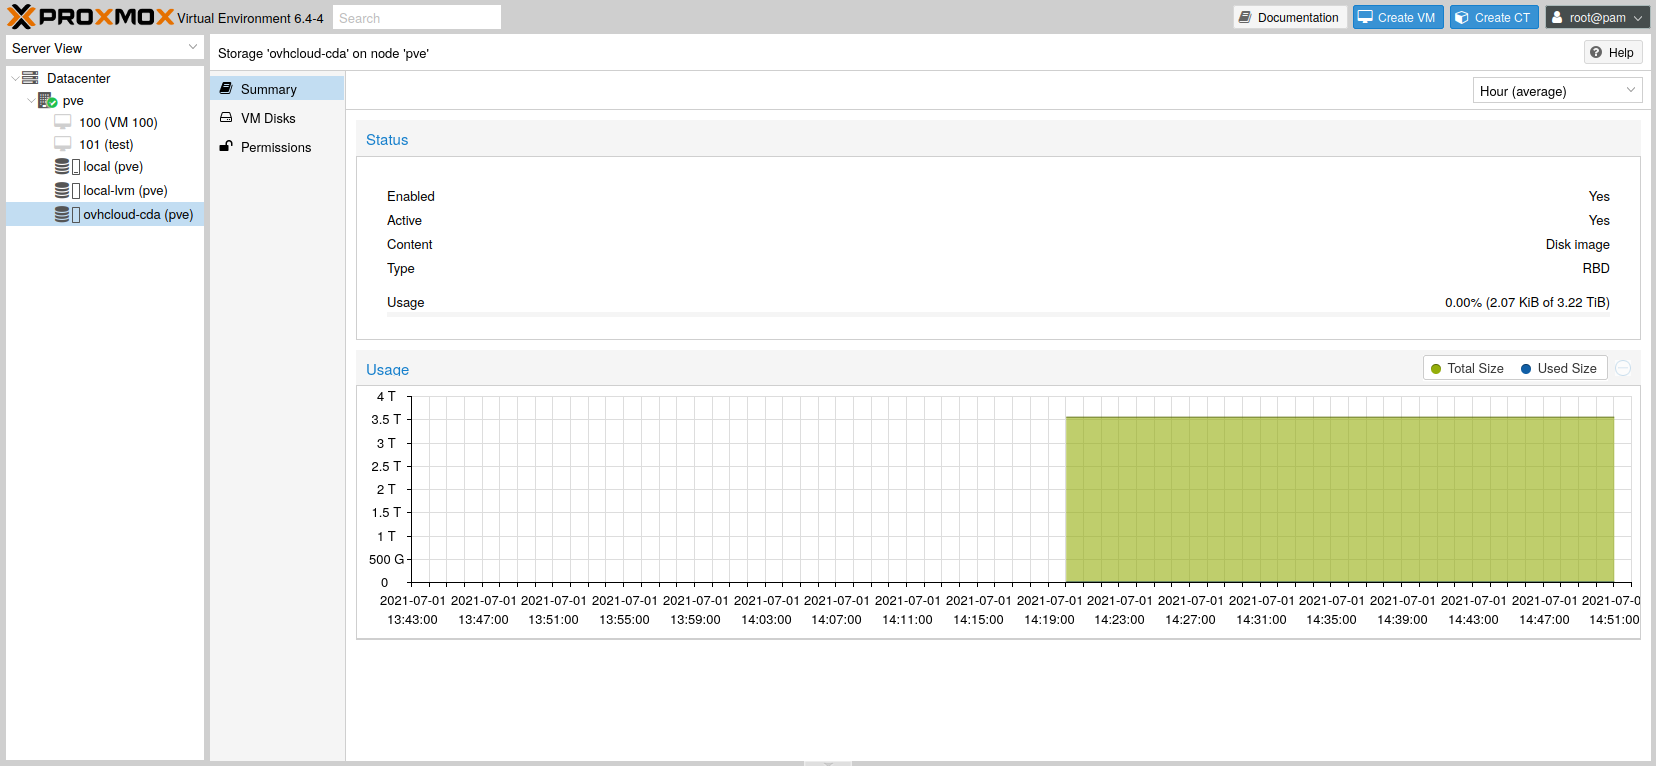 PROXMOX Virtual Environment 6.4-4 Search Documentation Create VM Create CT root@pam
Server View
Storage 'ovhcloud-cda' on node 'pve' Help
Datacenter
pve
100 (VM 100)
101 (test)
local (pve)
local-lvm (pve)
ovhcloud-cda (pve)
Summary
VM Disks
Permissions
Hour (average)
Status
Enabled Yes
Active Yes
Content Disk image
Type RBD
Usage 0.00% (2.07 KiB of 3.22 TiB)
Usage Total Size Used Size
4 T
3.5 T
3 T
2.5 T
2 T
1.5 T
1 T
500 G
0
2021-07-01 2021-07-01 2021-07-01 2021-07-01 2021-07-01 2021-07-01 2021-07-01 2021-07-01 2021-07-01 2021-07-01 2021-07-01 2021-07-01 2021-07-01 2021-07-01 2021-07-01 2021-07-01 2021-07-01 2021-07-0
13:43:00 13:47:00 13:51:00 13:55:00 13:59:00 14:03:00 14:07:00 14:11:00 14:15:00 14:19:00 14:23:00 14:27:00 14:31:00 14:35:00 14:39:00 14:43:00 14:47:00 14:51:00